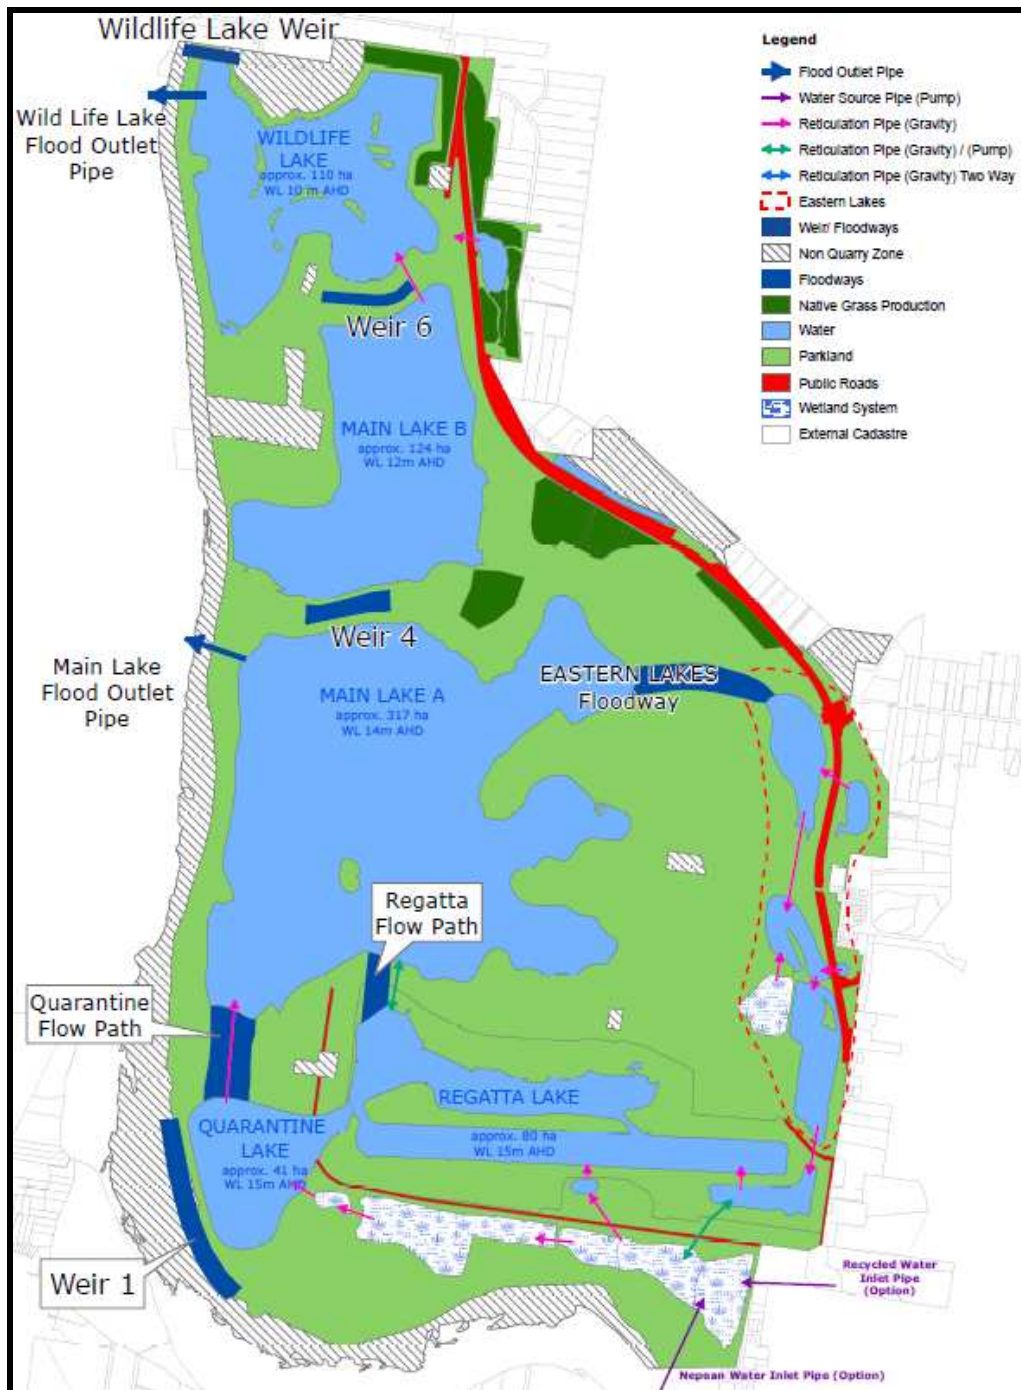 Wildlife Lake Weir
Wild Life Lake
Flood Outlet
Pipe
WILDLIFE
LAKE
approx. 110 ha
WL 10 m AHD
Weir 6
MAIN LAKE B
approx. 124 ha
WL 12m AHD
Weir 4
Main Lake
Flood Outlet
Pipe
MAIN LAKE A
approx. 317 ha
WL 14m AHD
EASTERN LAKES
Floodway
Regatta
Flow Path
Quarantine
Flow Path
QUARANTINE
LAKE
approx. 41 ha
WL 15m AHD
REGATTA LAKE
approx. 80 ha
WL 15m AHD
Weir 1
Recycled Water
Inlet Pipe
(Option)
Nepean Water Inlet Pipe (Option)
Legend
Flood Outlet Pipe
Water Source Pipe (Pump)
Reticulation Pipe (Gravity)
Reticulation Pipe (Gravity) / (Pump)
Reticulation Pipe (Gravity) Two Way
Eastern Lakes
Weir/ Floodways
Non Quarry Zone
Floodways
Native Grass Production
Water
Parkland
Public Roads
Wetland System
External Cadastre